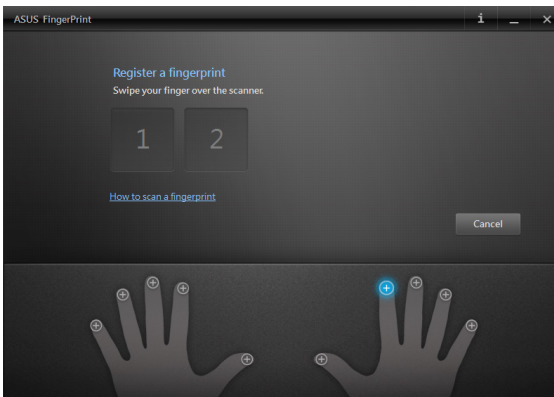 ASUS FingerPrint
Register a fingerprint
Swipe your finger over the scanner.
1 2
How to scan a fingerprint
Cancel